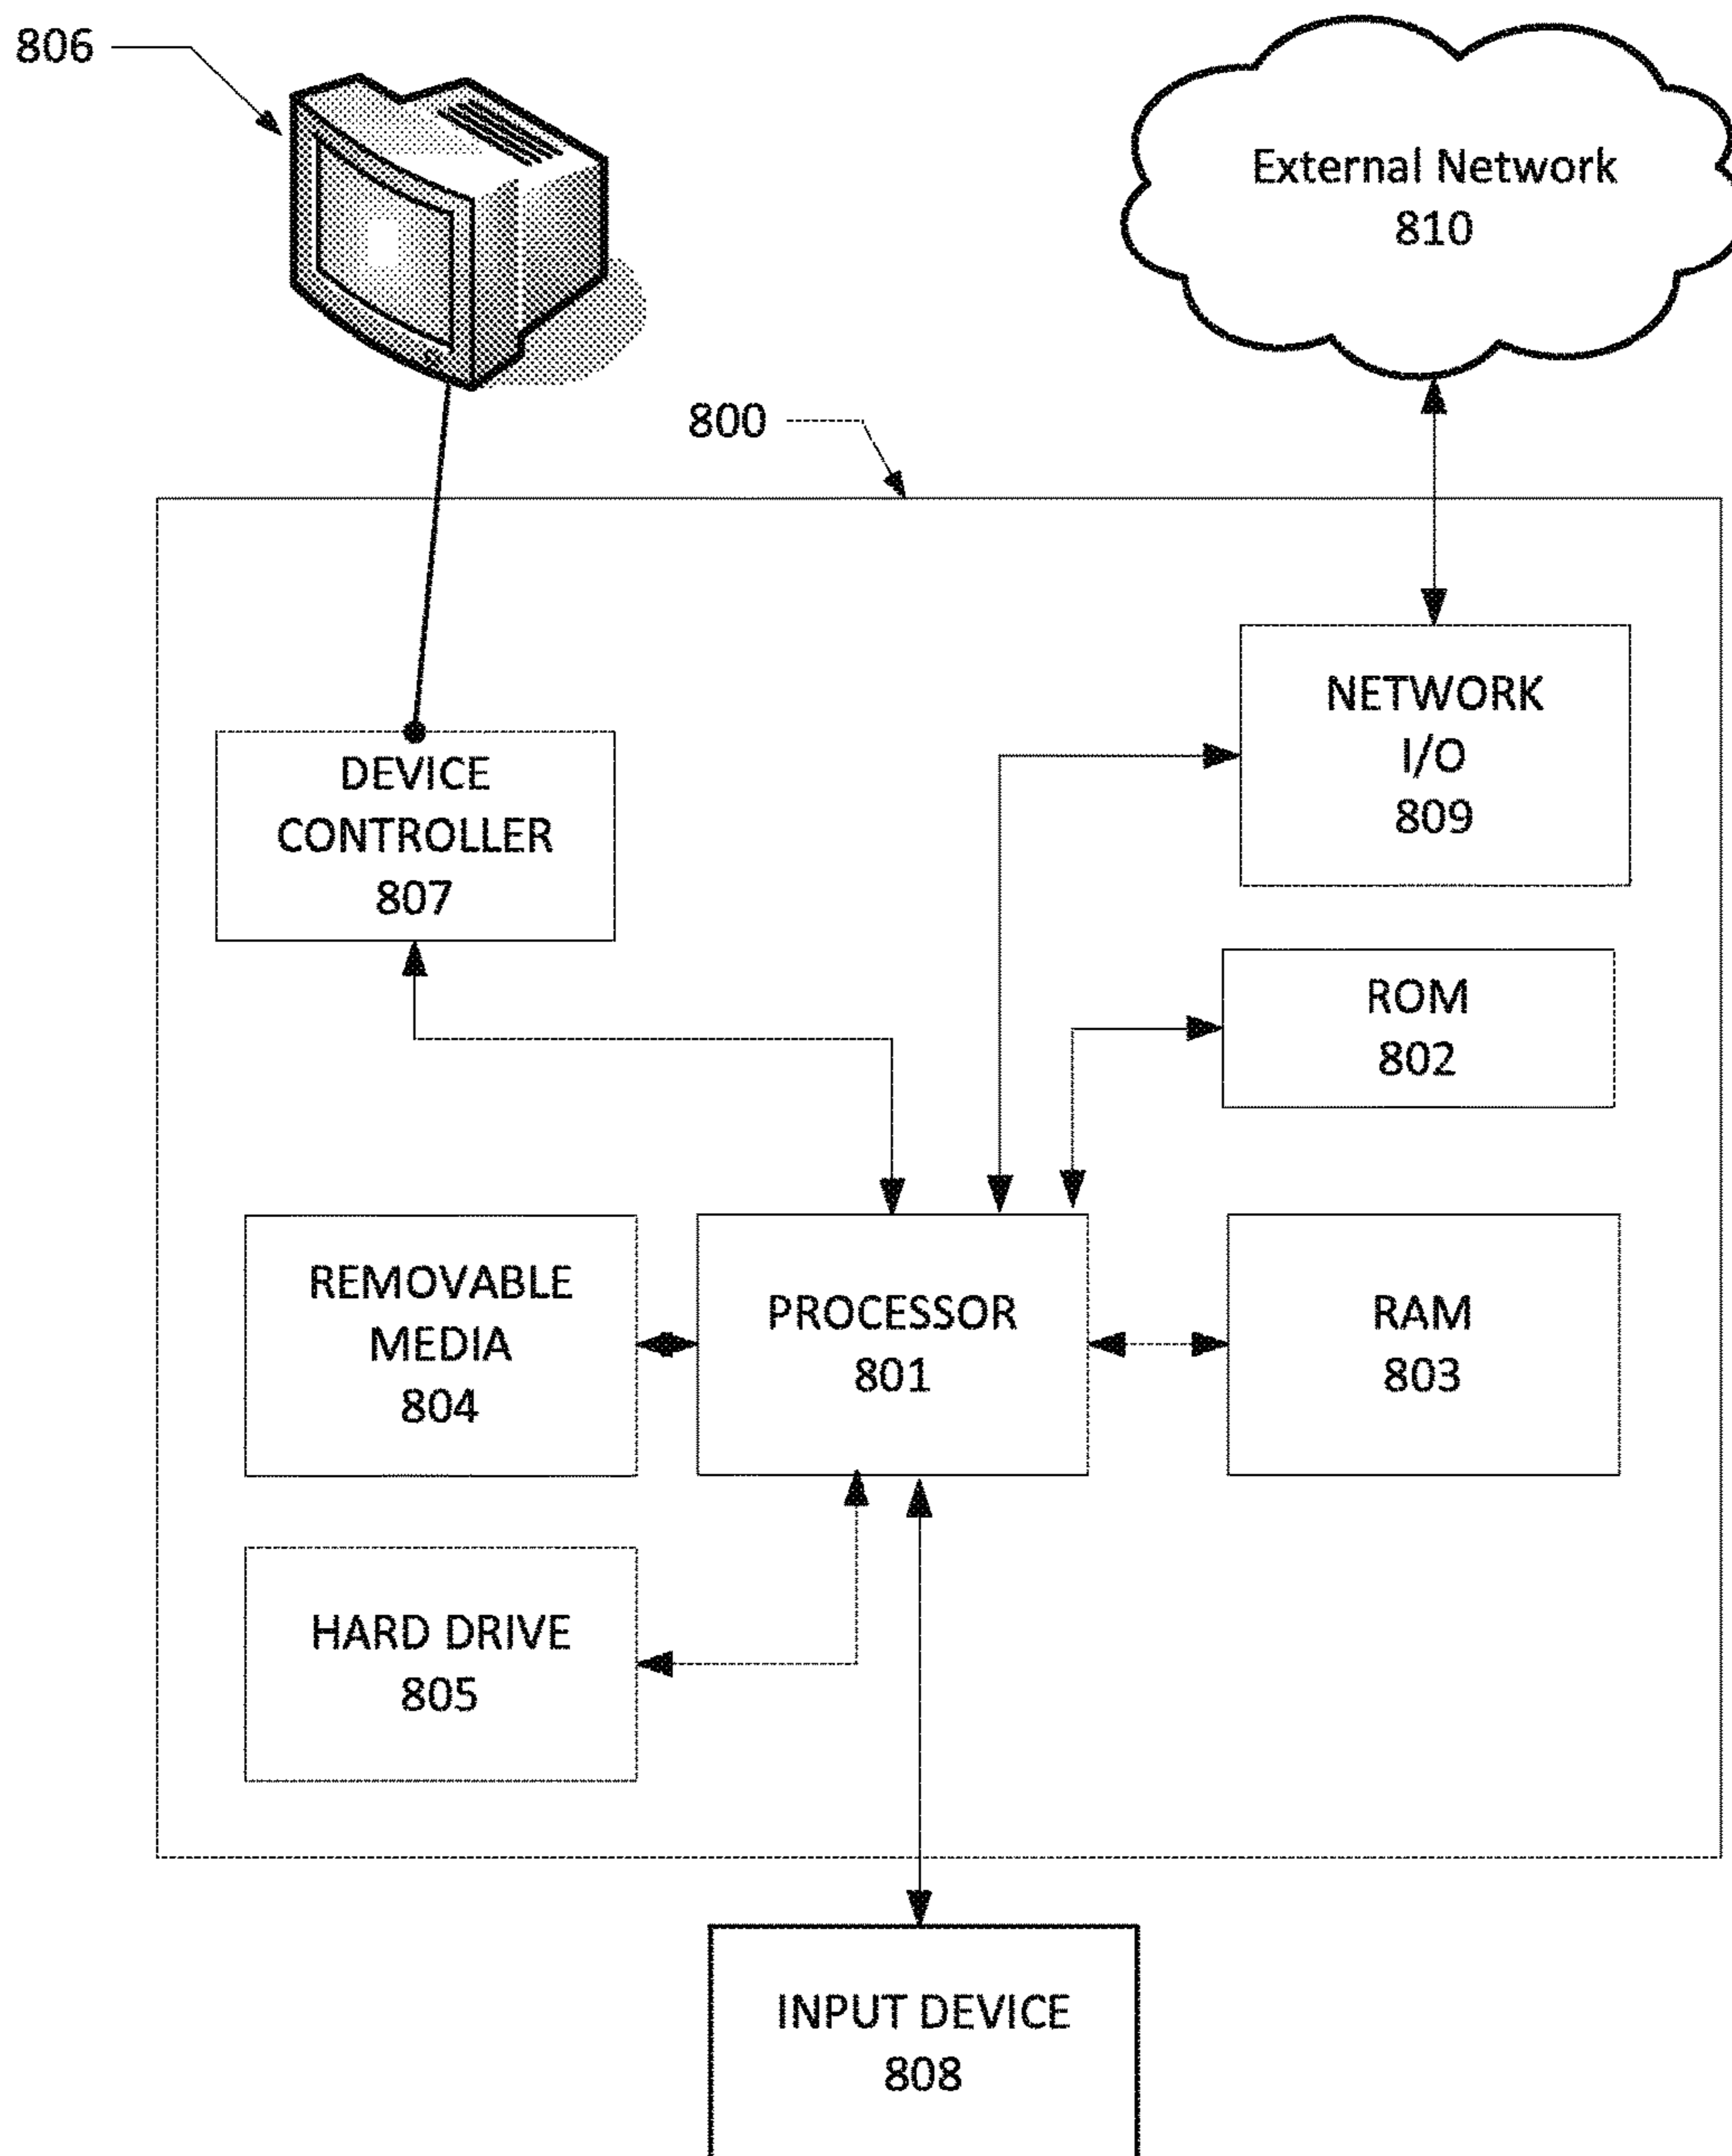 806
External Network
810
800
NETWORK
I/O
809
DEVICE
CONTROLLER
807
ROM
802
REMOVABLE
MEDIA
804
PROCESSOR
801
RAM
803
HARD DRIVE
805
INPUT DEVICE
808